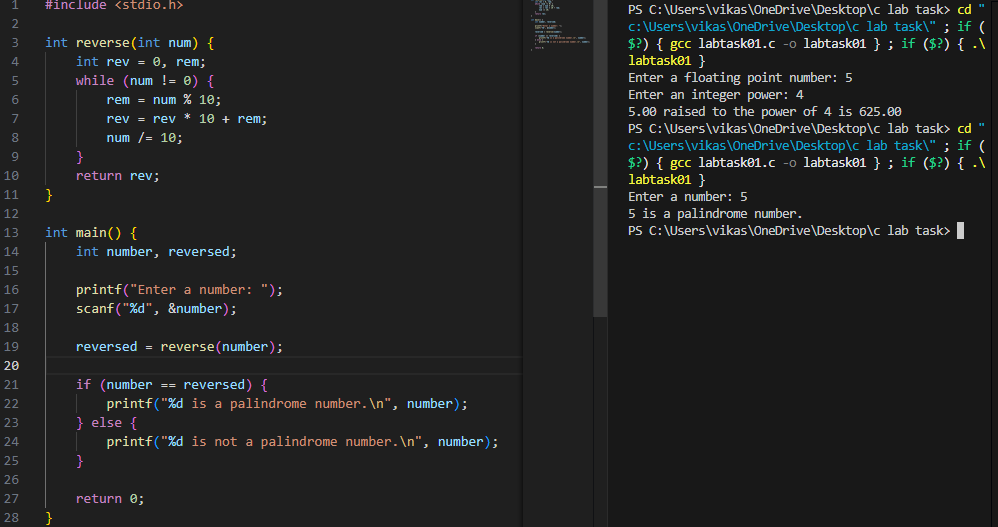 1 #include <stdio.h>
2
3 int reverse(int num) {
4 int rev = 0, rem;
5 while (num != 0) {
6 rem = num % 10;
7 rev = rev * 10 + rem;
8 num /= 10;
9 }
10 return rev;
11 }
12
13 int main() {
14 int number, reversed;
15
16 printf("Enter a number: ");
17 scanf("%d", &number);
18
19 reversed = reverse(number);
20
21 if (number == reversed) {
22 printf("%d is a palindrome number.\n", number);
23 } else {
24 printf("%d is not a palindrome number.\n", number);
25 }
26
27 return 0;
28 }
PS C:\Users\vikas\OneDrive\Desktop\c lab task> cd "
c:\Users\vikas\OneDrive\Desktop\c lab task\" ; if (
$?) { gcc labtask01.c -o labtask01 } ; if ($?) { .\
labtask01 }
Enter a floating point number: 5
Enter an integer power: 4
5.00 raised to the power of 4 is 625.00
PS C:\Users\vikas\OneDrive\Desktop\c lab task> cd "
c:\Users\vikas\OneDrive\Desktop\c lab task\" ; if (
$?) { gcc labtask01.c -o labtask01 } ; if ($?) { .\
labtask01 }
Enter a number: 5
5 is a palindrome number.
PS C:\Users\vikas\OneDrive\Desktop\c lab task>